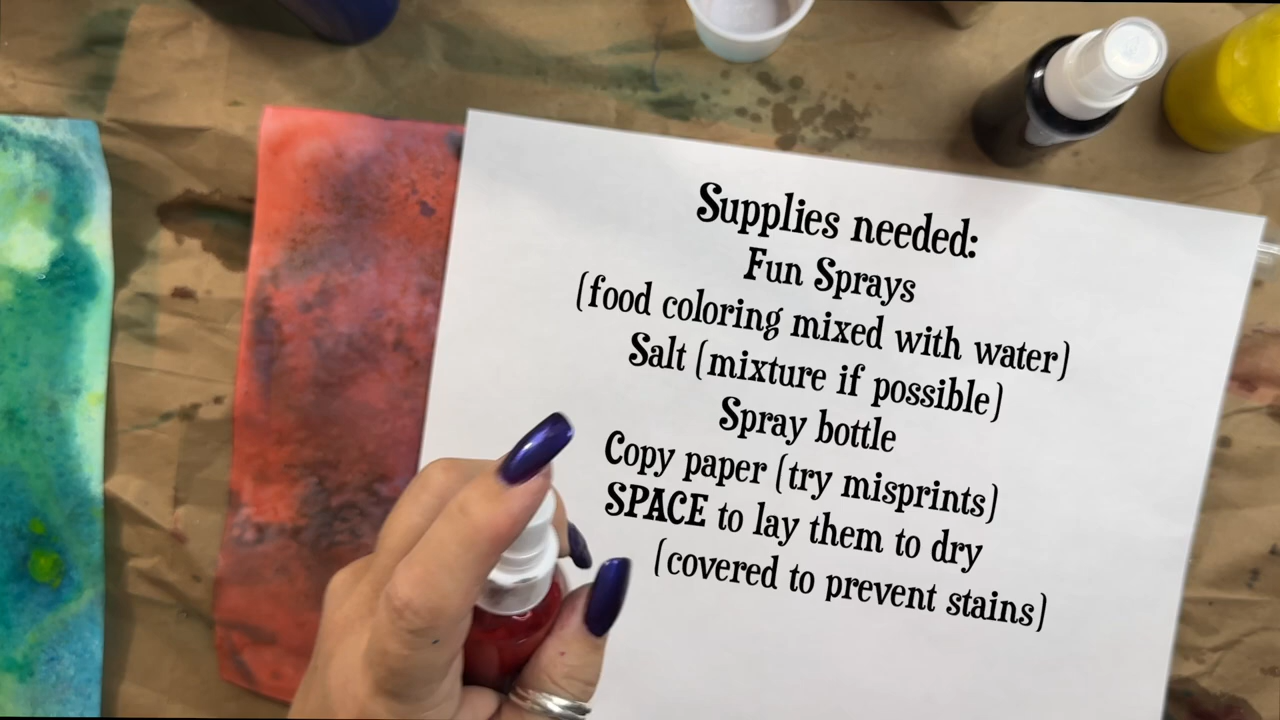 Supplies needed:
Fun Sprays
(food coloring mixed with water)
Salt (mixture if possible)
Spray bottle
Copy paper (try misprints)
SPACE to lay them to dry
(covered to prevent stains)